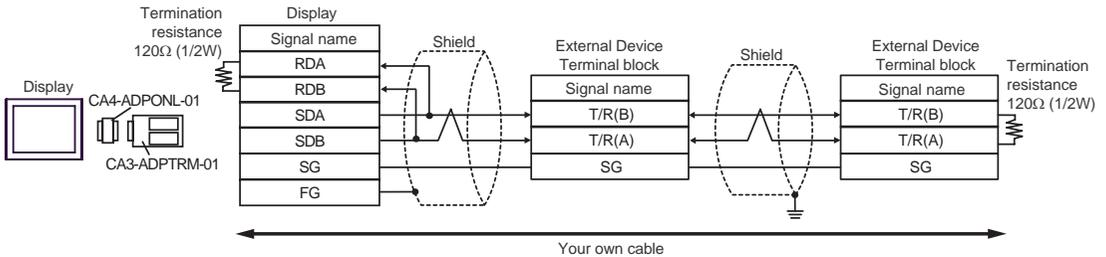 Termination
resistance
120Ω (1/2W)
Display
Signal name
RDA
RDB
SDA
SDB
SG
FG
Display
CA4-ADPONL-01
CA3-ADPTRM-01
Shield
External Device
Terminal block
Signal name
T/R(B)
T/R(A)
SG
Shield
External Device
Terminal block
Signal name
T/R(B)
T/R(A)
SG
Termination
resistance
120Ω (1/2W)
Your own cable